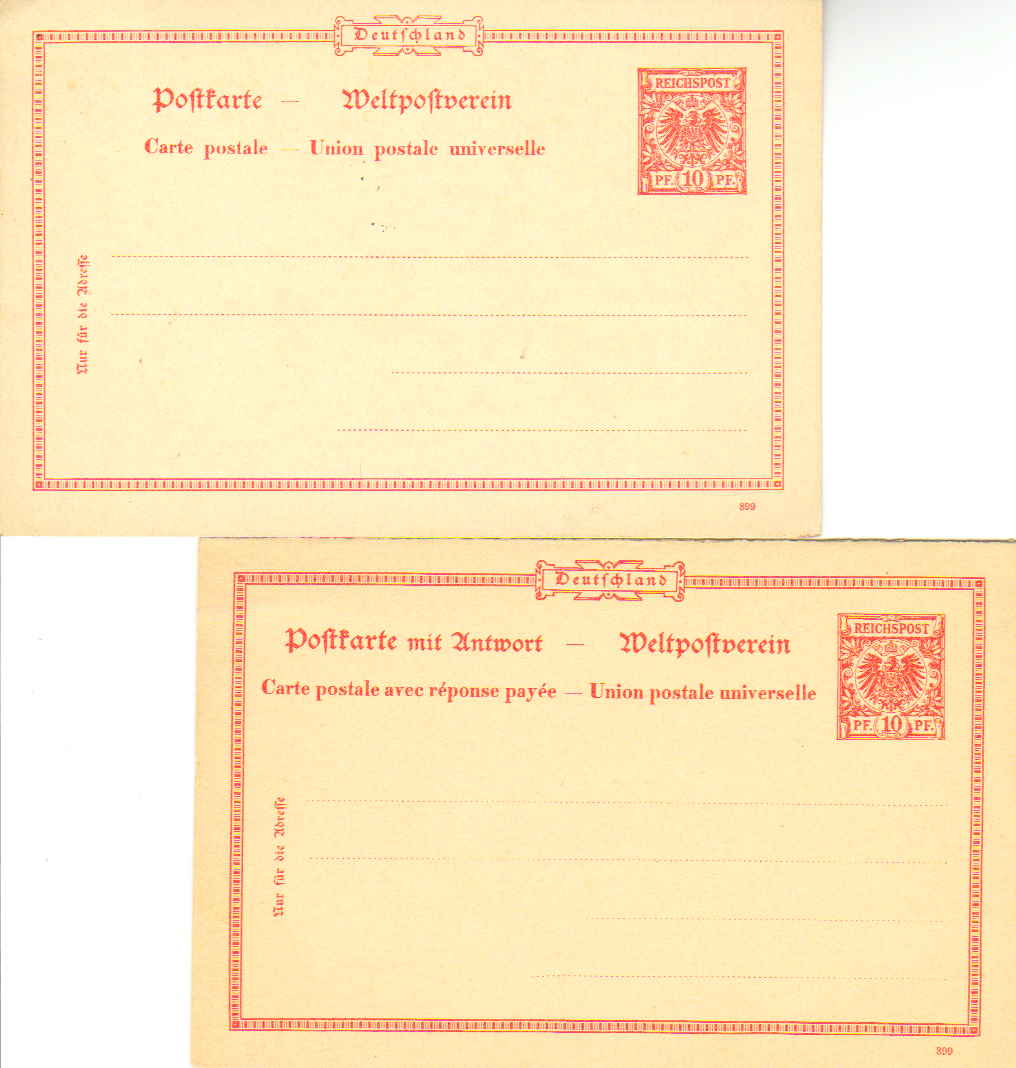 Deutschland
Postkarte — Weltpostverein
Carte postale — Union postale universelle
REICHSPOST
PF. 10 PF.
Nur für die Adresse
899
Deutschland
Postkarte mit Antwort — Weltpostverein
Carte postale avec réponse payée — Union postale universelle
REICHSPOST
PF. 10 PF.
Nur für die Adresse
899